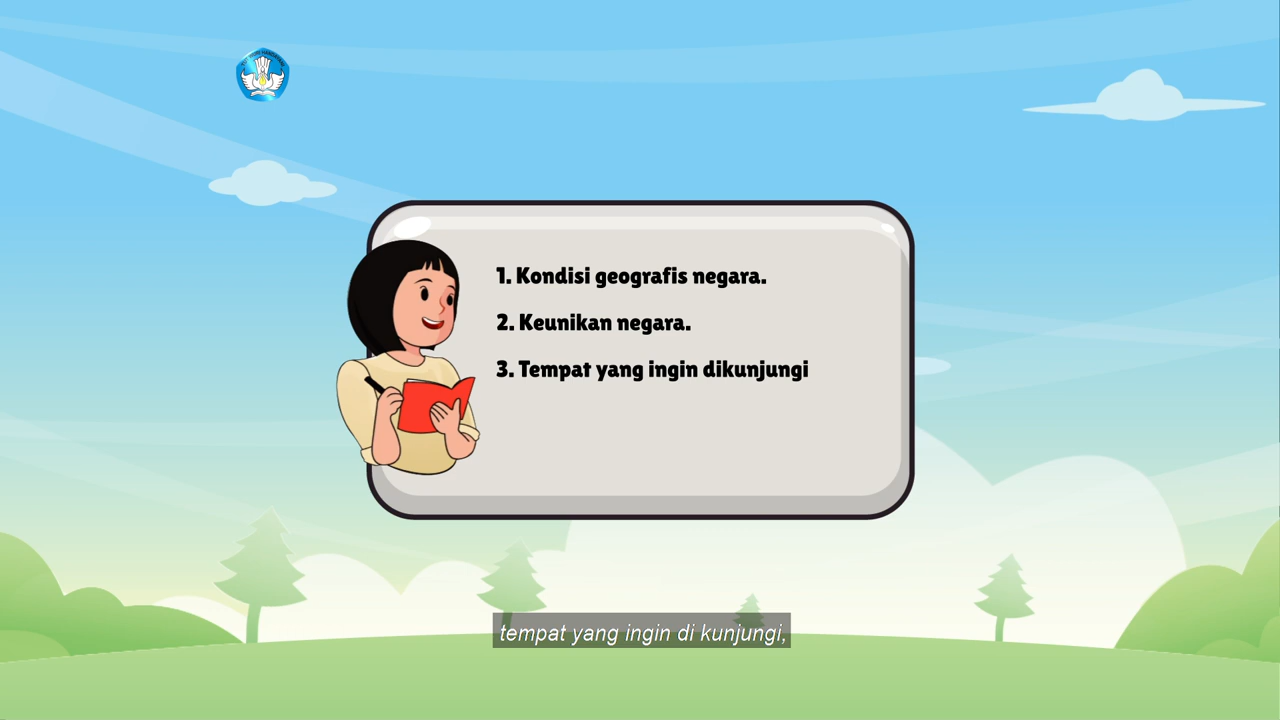 1. Kondisi geografis negara.
2. Keunikan negara.
3. Tempat yang ingin dikunjungi
tempat yang ingin di kunjungi,